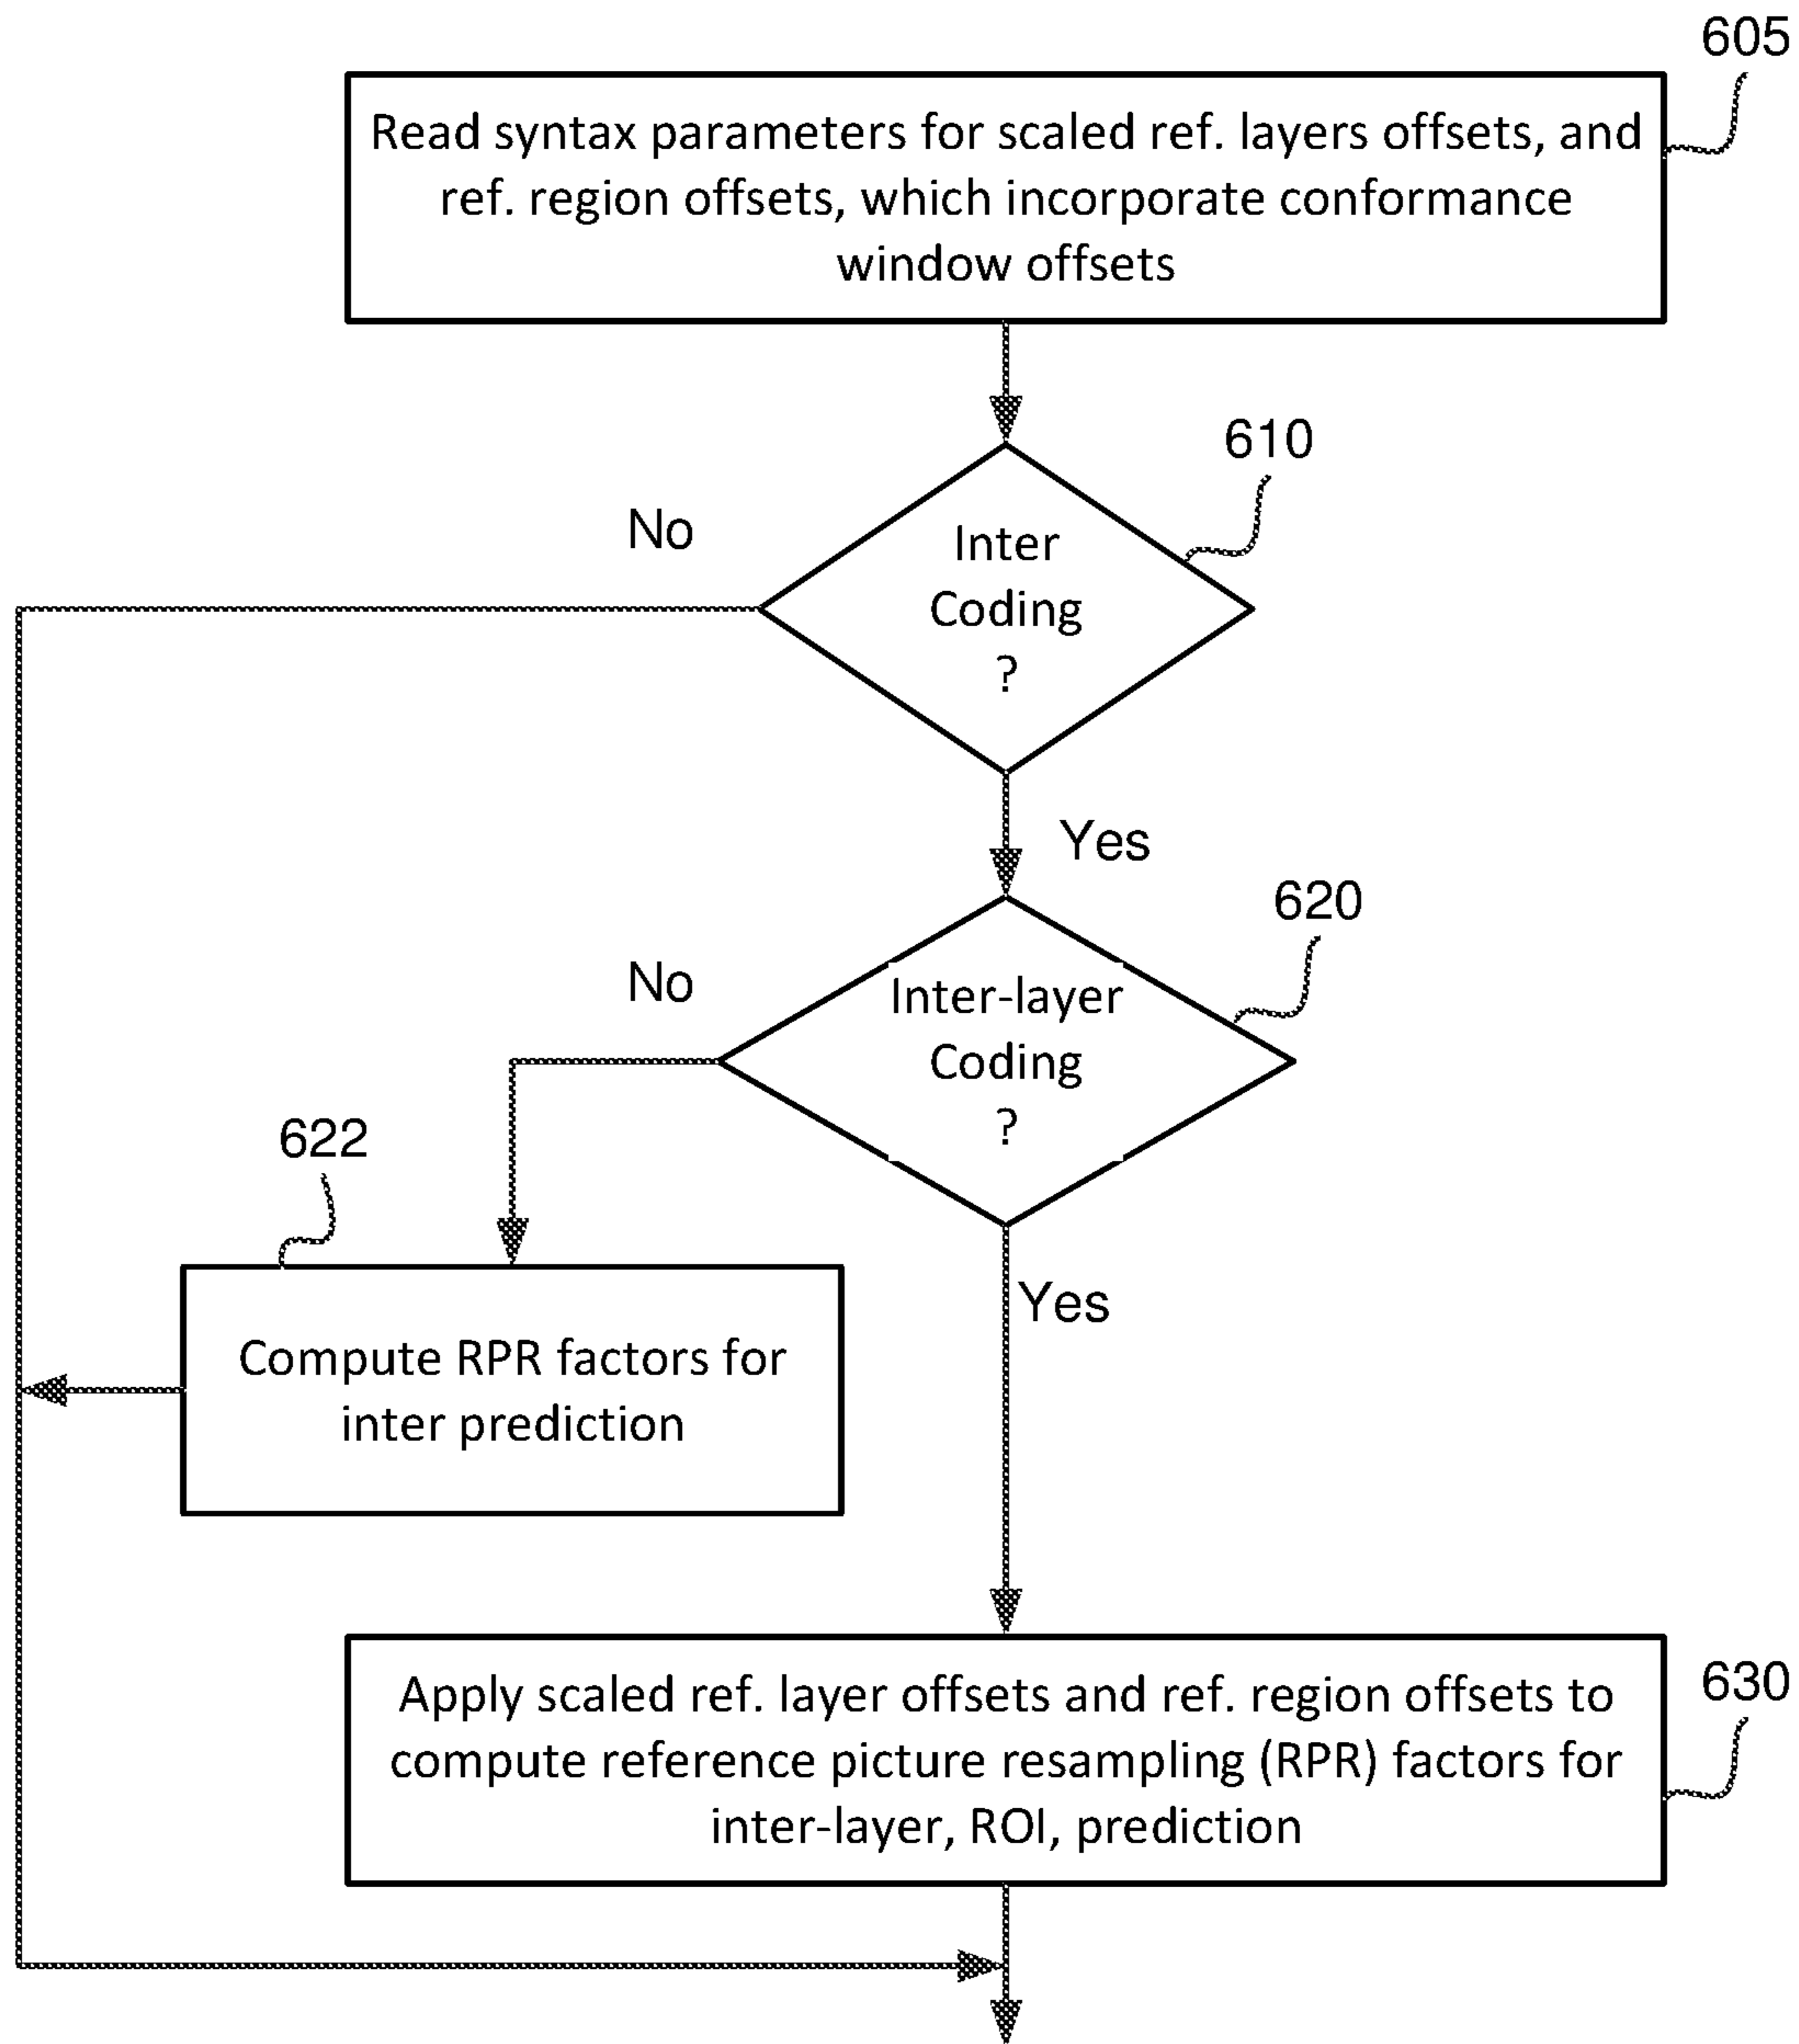 605
Read syntax parameters for scaled ref. layers offsets, and
ref. region offsets, which incorporate conformance
window offsets
610
No
Inter
Coding
?
Yes
620
No
Inter-layer
Coding
?
622
Yes
Compute RPR factors for
inter prediction
630
Apply scaled ref. layer offsets and ref. region offsets to
compute reference picture resampling (RPR) factors for
inter-layer, ROI, prediction